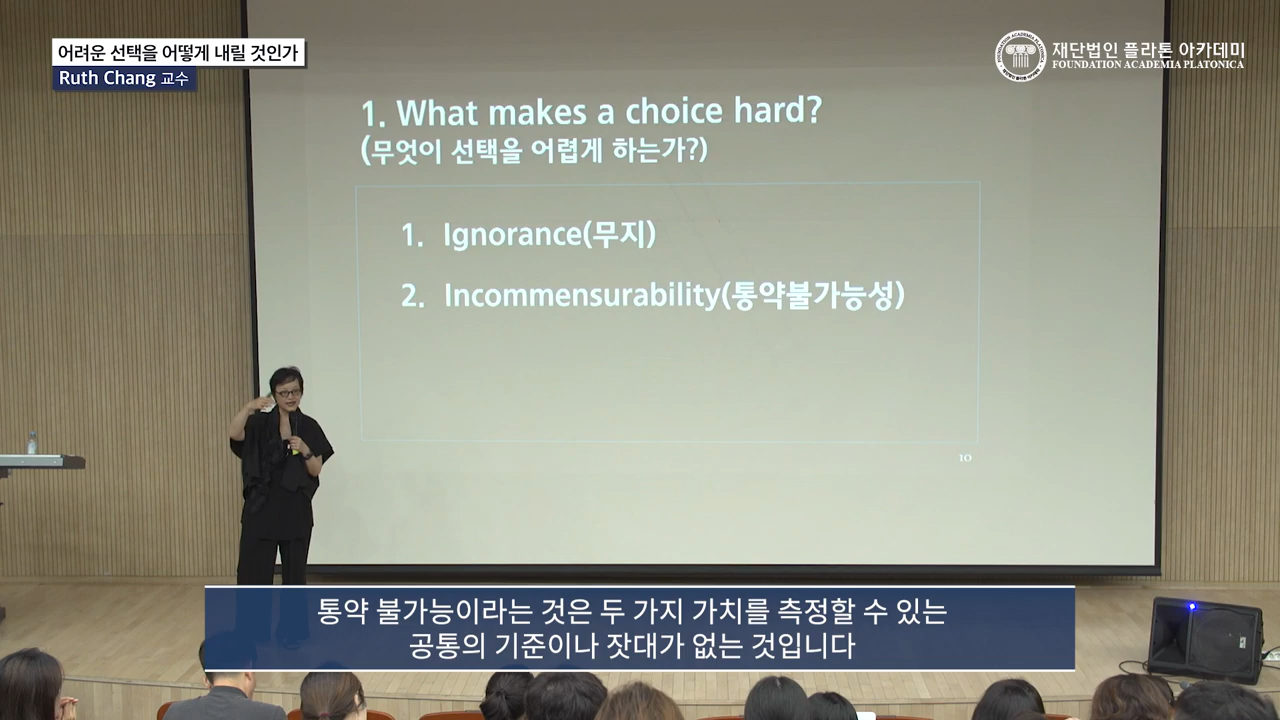 어려운 선택을 어떻게 내릴 것인가
Ruth Chang 교수
재단법인 플라톤 아카데미
FOUNDATION ACADEMIA PLATONICA
1. What makes a choice hard?
(무엇이 선택을 어렵게 하는가?)
1. Ignorance(무지)
2. Incommensurability(통약불가능성)
10
통약 불가능이라는 것은 두 가지 가치를 측정할 수 있는
공통의 기준이나 잣대가 없는 것입니다